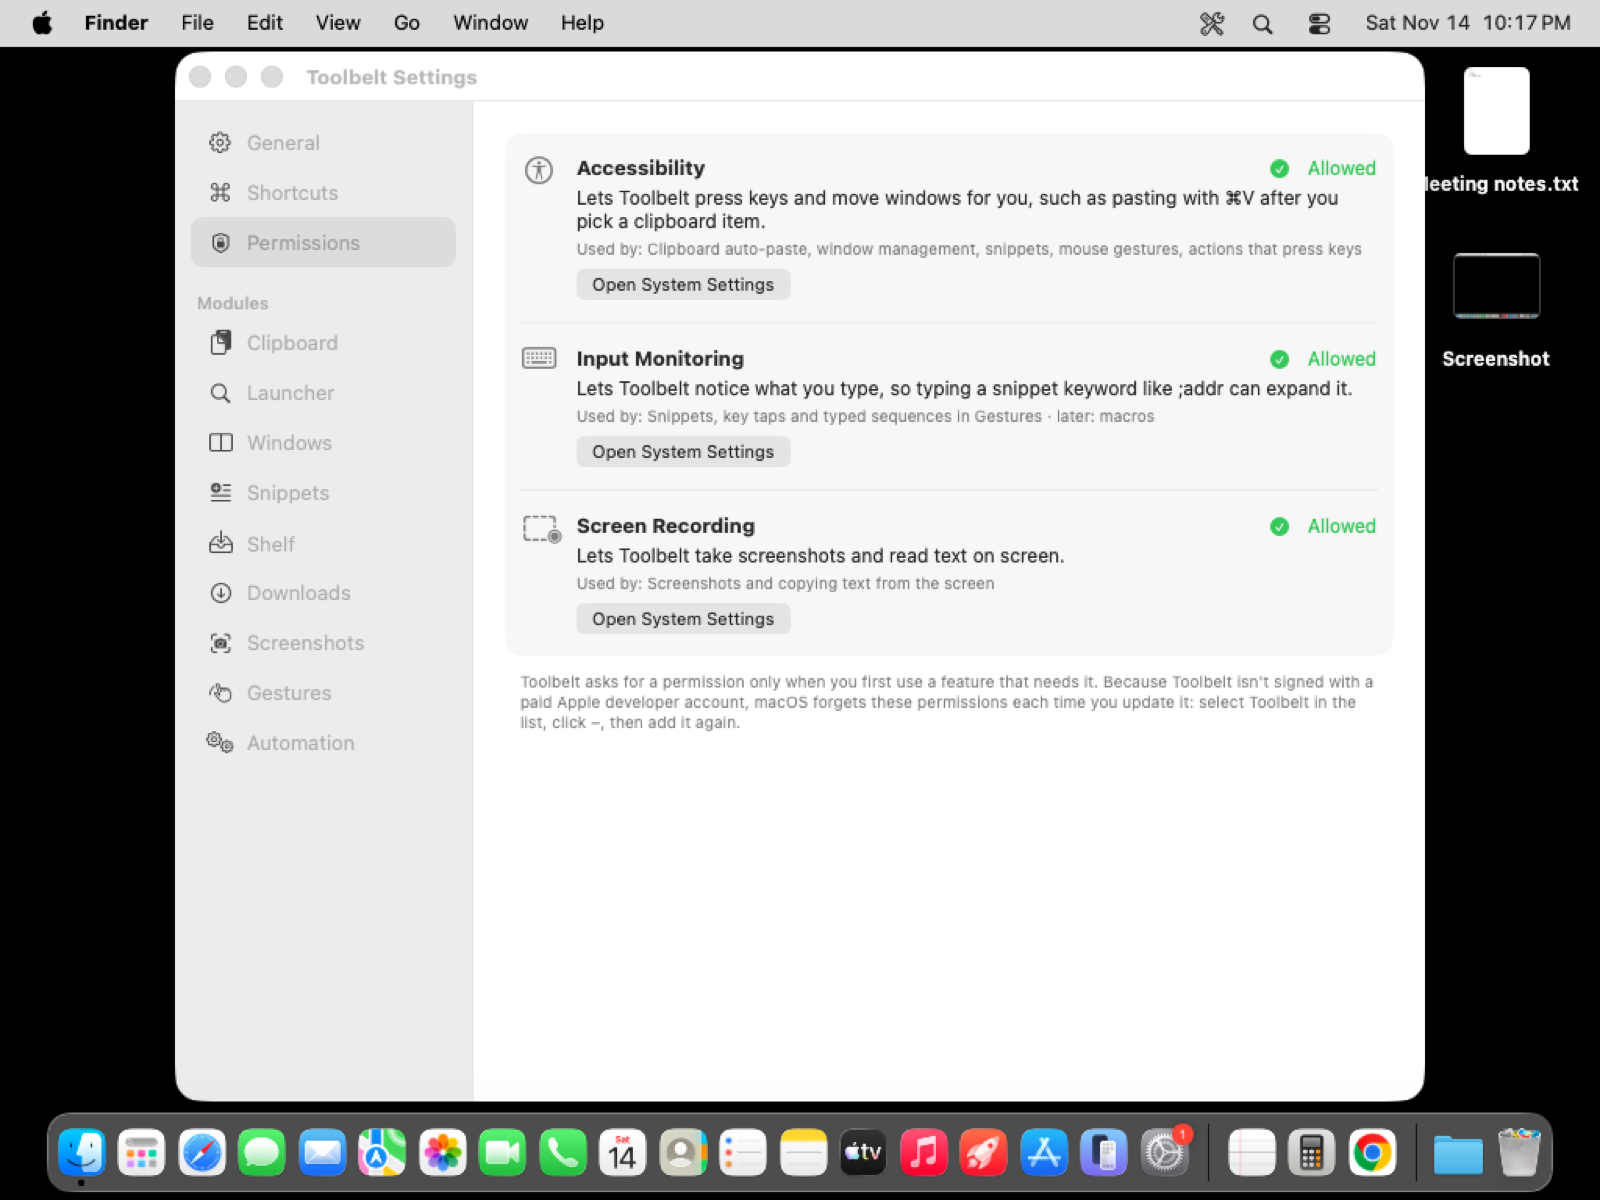 Finder File Edit View Go Window Help Sat Nov 14 10:17 PM
Toolbelt Settings
General
Shortcuts
Permissions
Modules
Clipboard
Launcher
Windows
Snippets
Shelf
Downloads
Screenshots
Gestures
Automation
Accessibility Allowed
Lets Toolbelt press keys and move windows for you, such as pasting with ⌘V after you
pick a clipboard item.
Used by: Clipboard auto-paste, window management, snippets, mouse gestures, actions that press keys
Open System Settings
Input Monitoring Allowed
Lets Toolbelt notice what you type, so typing a snippet keyword like ;addr can expand it.
Used by: Snippets, key taps and typed sequences in Gestures · later: macros
Open System Settings
Screen Recording Allowed
Lets Toolbelt take screenshots and read text on screen.
Used by: Screenshots and copying text from the screen
Open System Settings
Toolbelt asks for a permission only when you first use a feature that needs it. Because Toolbelt isn't signed with a
paid Apple developer account, macOS forgets these permissions each time you update it: select Toolbelt in the
list, click –, then add it again.
eeting notes.txt
Screenshot
Sat
14
tv
1